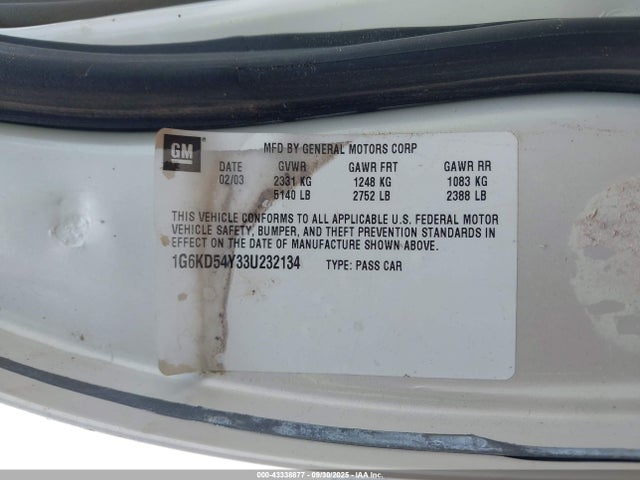 GM
MFD BY GENERAL MOTORS CORP
DATE GVWR GAWR FRT GAWR RR
02/03 2331 KG 1248 KG 1083 KG
5140 LB 2752 LB 2388 LB
THIS VEHICLE CONFORMS TO ALL APPLICABLE U.S. FEDERAL MOTOR
VEHICLE SAFETY, BUMPER, AND THEFT PREVENTION STANDARDS IN
EFFECT ON THE DATE OF MANUFACTURE SHOWN ABOVE.
1G6KD54Y33U232134 TYPE: PASS CAR
000-43338877 - 09/30/2025 - IAAI.COM